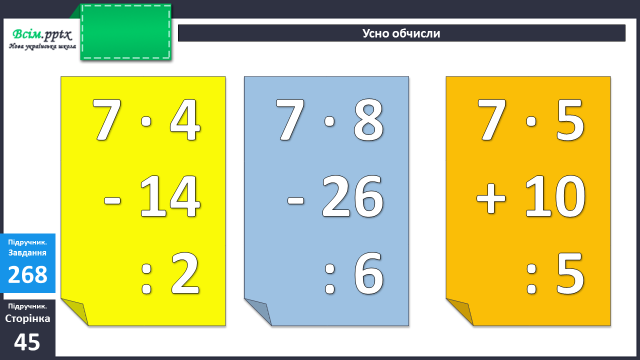 Всім.pptx
Нова українська школа
Усно обчисли
7 · 4
- 14
: 2
7 · 8
- 26
: 6
7 · 5
+ 10
: 5
Підручник.
Завдання
268
Підручник.
Сторінка
45